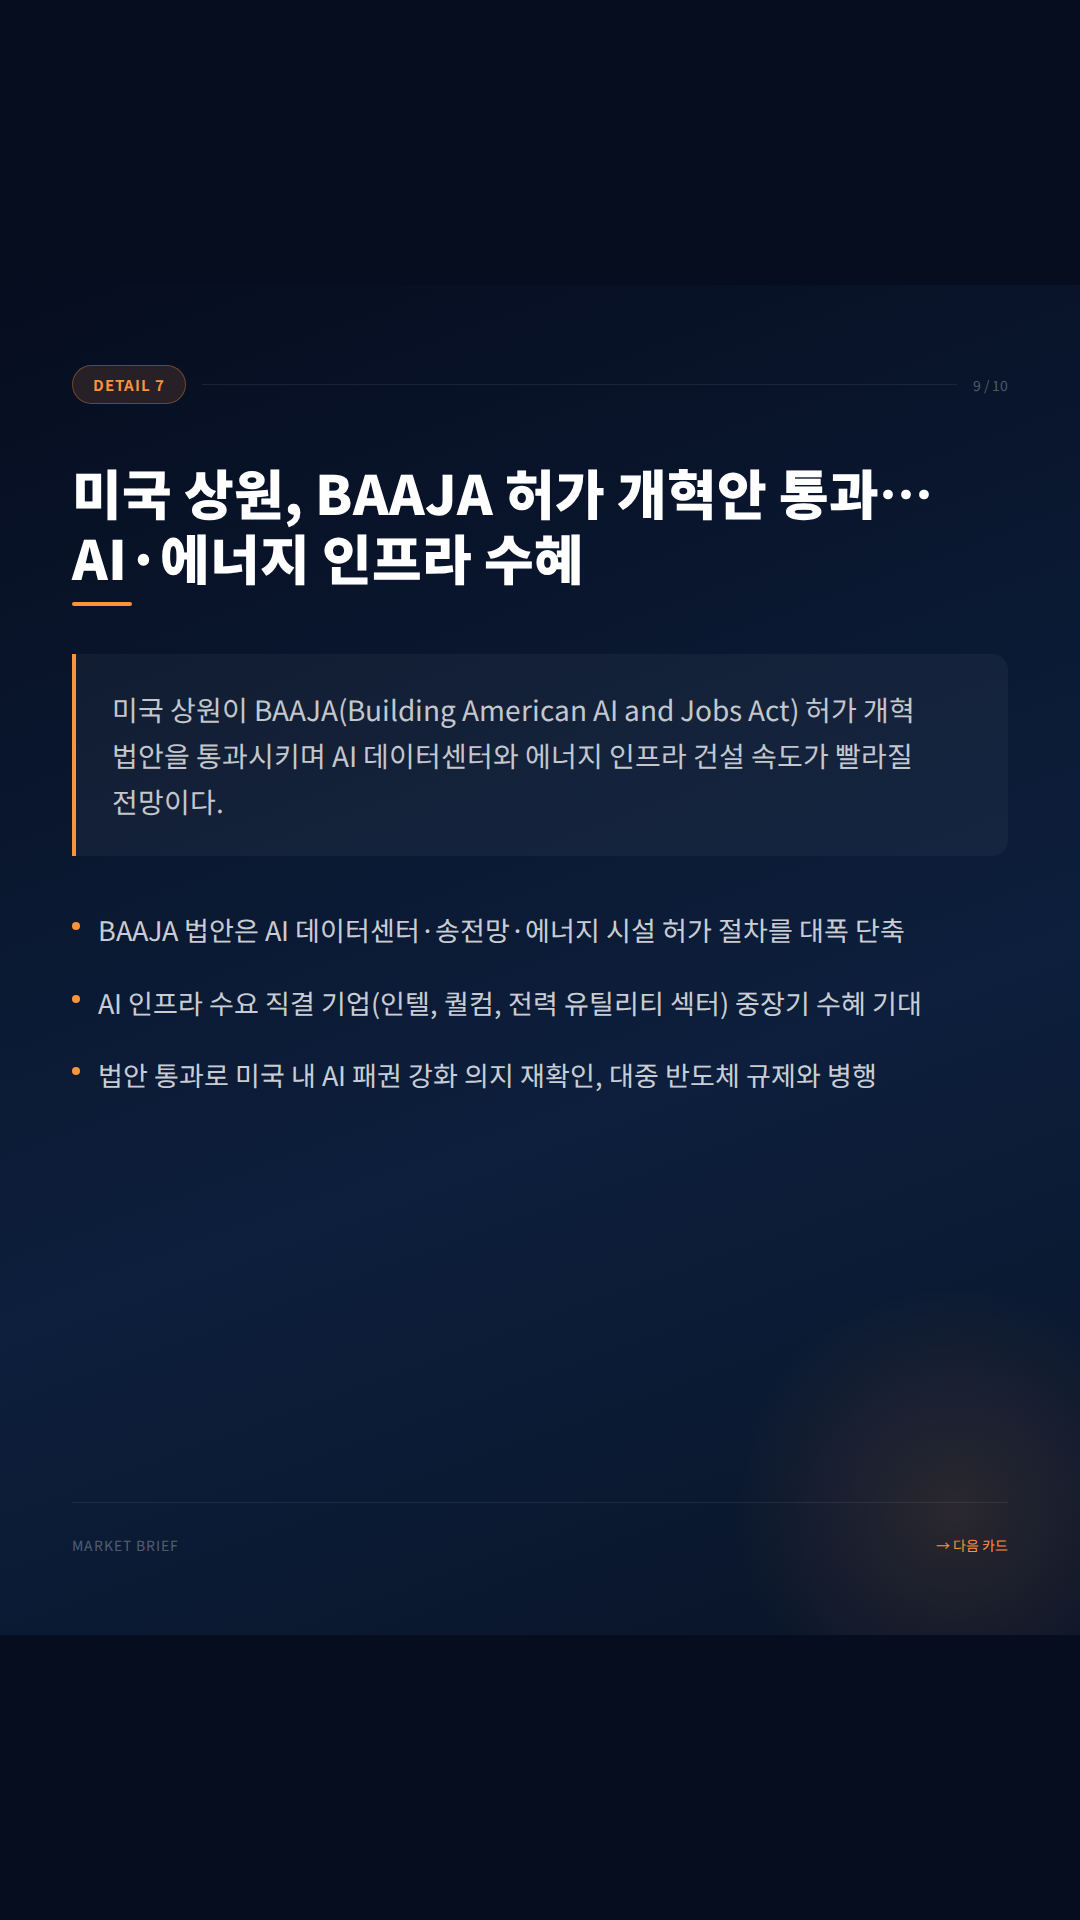 DETAIL 7
9 / 10
미국 상원, BAAJA 허가 개혁안 통과…
AI·에너지 인프라 수혜
미국 상원이 BAAJA(Building American AI and Jobs Act) 허가 개혁
법안을 통과시키며 AI 데이터센터와 에너지 인프라 건설 속도가 빨라질
전망이다.
• BAAJA 법안은 AI 데이터센터·송전망·에너지 시설 허가 절차를 대폭 단축
• AI 인프라 수요 직결 기업(인텔, 퀄컴, 전력 유틸리티 섹터) 중장기 수혜 기대
• 법안 통과로 미국 내 AI 패권 강화 의지 재확인, 대중 반도체 규제와 병행
MARKET BRIEF
→ 다음 카드